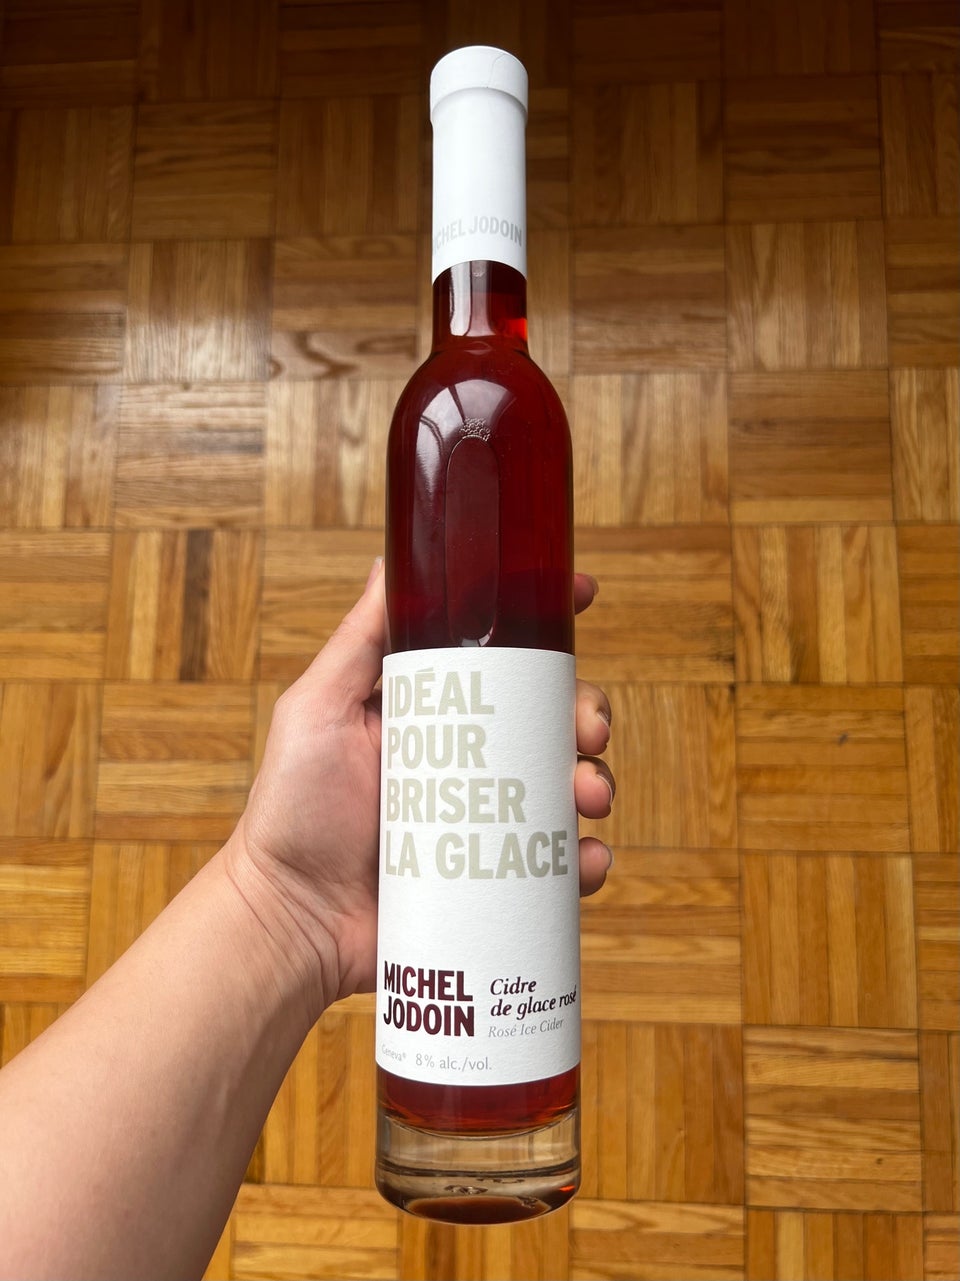 MICHEL JODOIN
IDÉAL
POUR
BRISER
LA GLACE
MICHEL
JODOIN
Cidre
de glace rosé
Rosé Ice Cider
Geneva® 8% alc./vol.